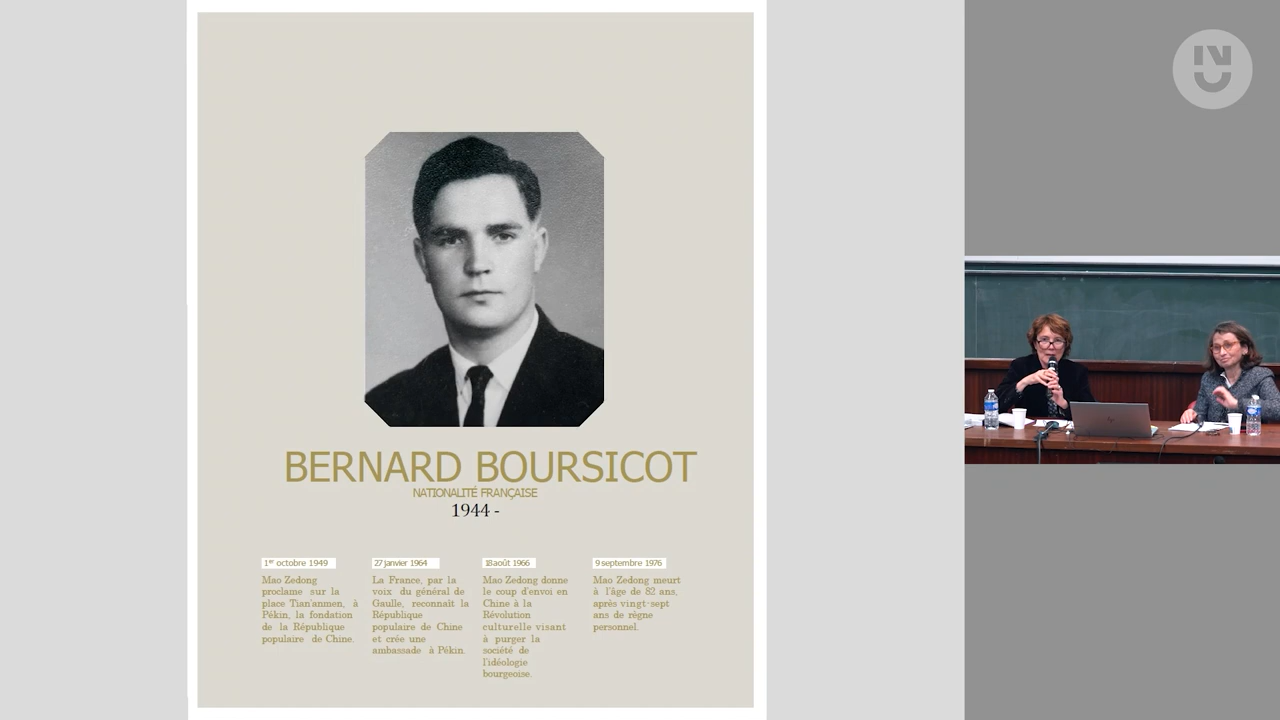 BERNARD BOURSICOT
NATIONALITÉ FRANÇAISE
1944 -
1er octobre 1949
Mao Zedong
proclame sur la
place Tian'anmen, à
Pékin, la fondation
de la République
populaire de Chine.
27 janvier 1964
La France, par la
voix du général de
Gaulle, reconnaît la
République
populaire de Chine
et crée une
ambassade à Pékin.
18 août 1966
Mao Zedong donne
le coup d'envoi en
Chine à la
Révolution
culturelle visant
à purger la
société de
l'idéologie
bourgeoise.
9 septembre 1976
Mao Zedong meurt
à l'âge de 82 ans,
après vingt-sept
ans de règne
personnel.